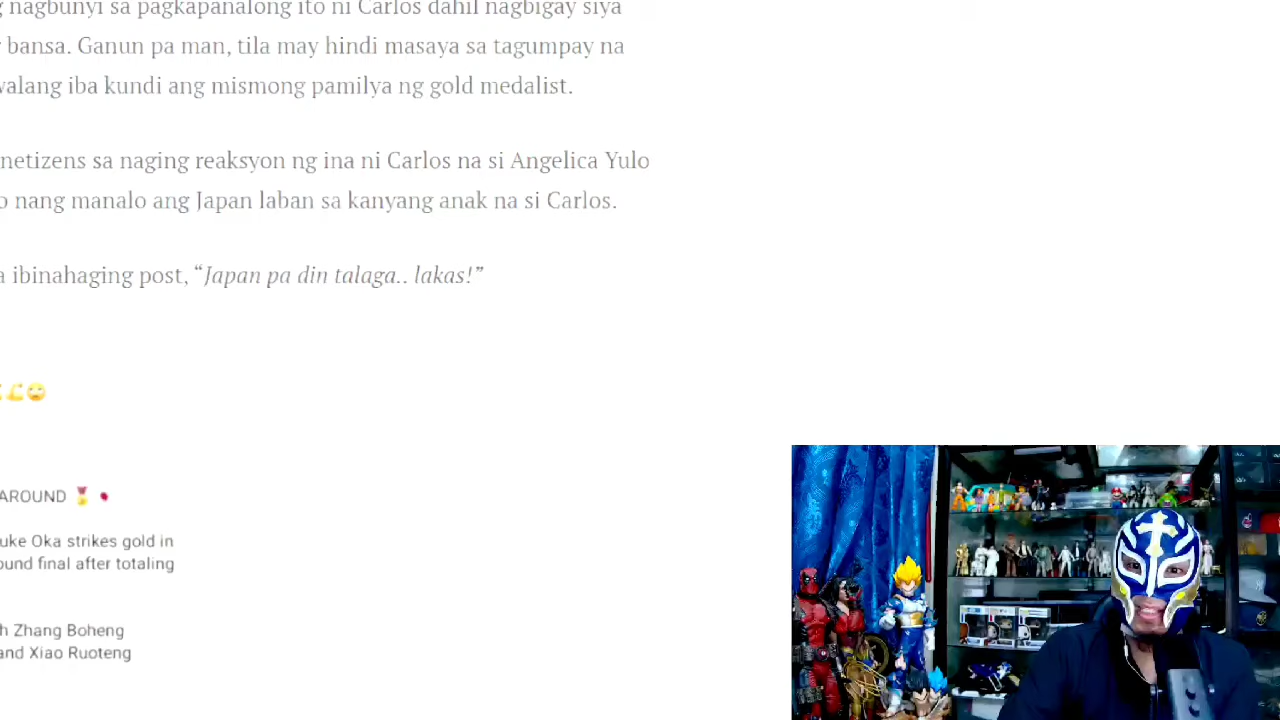 nagbunyi sa pagkapanalong ito ni Carlos dahil nagbigay siya
bansa. Ganun pa man, tila may hindi masaya sa tagumpay na
walang iba kundi ang mismong pamilya ng gold medalist.
netizens sa naging reaksyon ng ina ni Carlos na si Angelica Yulo
nang manalo ang Japan laban sa kanyang anak na si Carlos.
ibinahaging post, “Japan pa din talaga.. lakas!”
AROUND
uke Oka strikes gold in
ound final after totaling
h Zhang Boheng
and Xiao Ruoteng